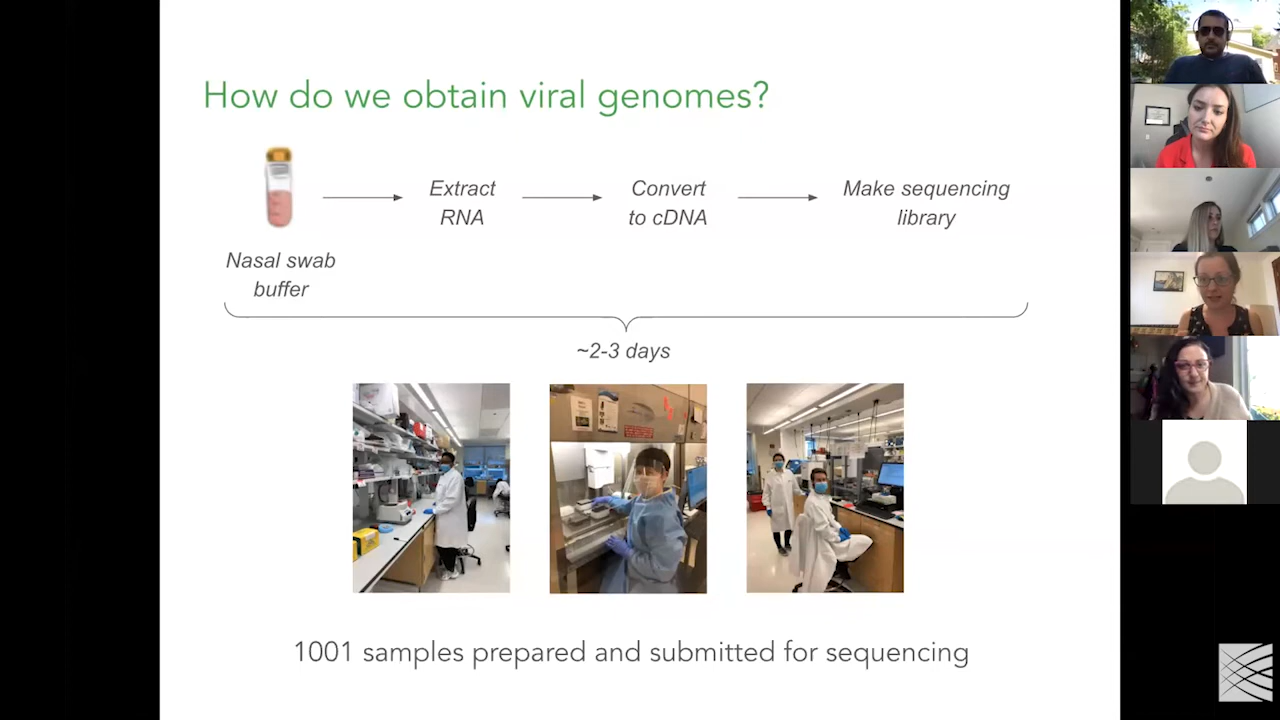 How do we obtain viral genomes?
Extract
RNA
Convert
to cDNA
Make sequencing
library
Nasal swab
buffer
~2-3 days
1001 samples prepared and submitted for sequencing